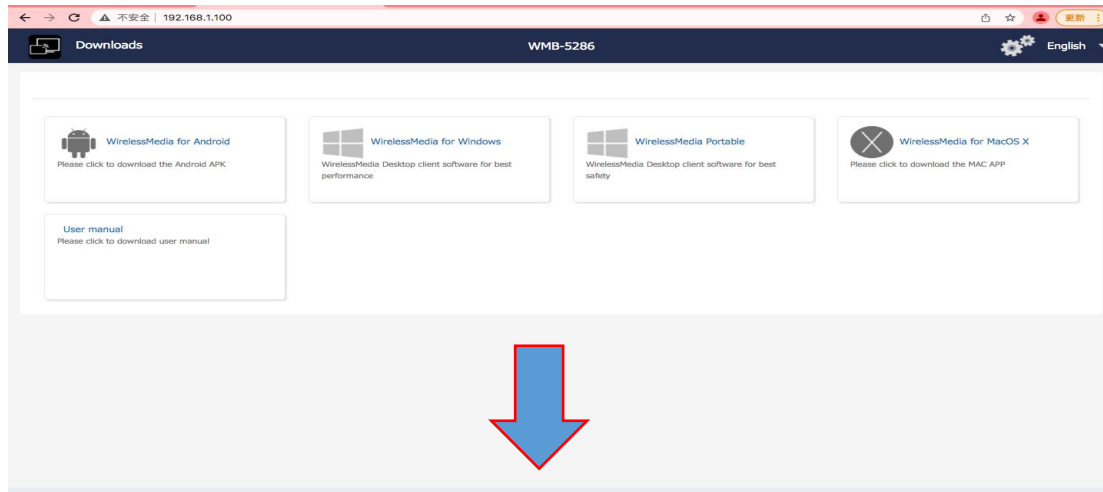 不安全 192.168.1.100
更新
Downloads
WMB-5286
English
WirelessMedia for Android
Please click to download the Android APK
WirelessMedia for Windows
WirelessMedia Desktop client software for best
performance
WirelessMedia Portable
WirelessMedia Desktop client software for best
safety
WirelessMedia for MacOS X
Please click to download the MAC APP
User manual
Please click to download user manual